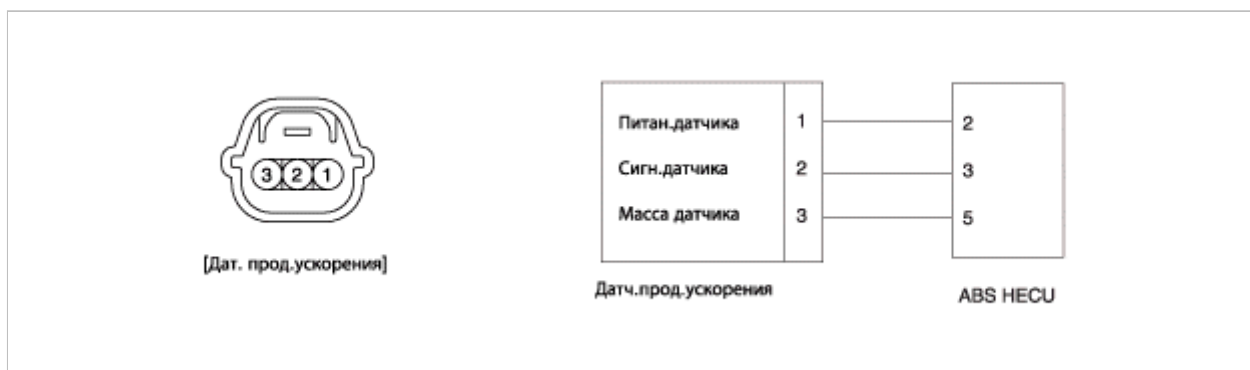 3 2 1
[Дат. прод.ускорения]
Питан.датчика 1 2
Сигн.датчика 2 3
Масса датчика 3 5
Датч.прод.ускорения
ABS HECU